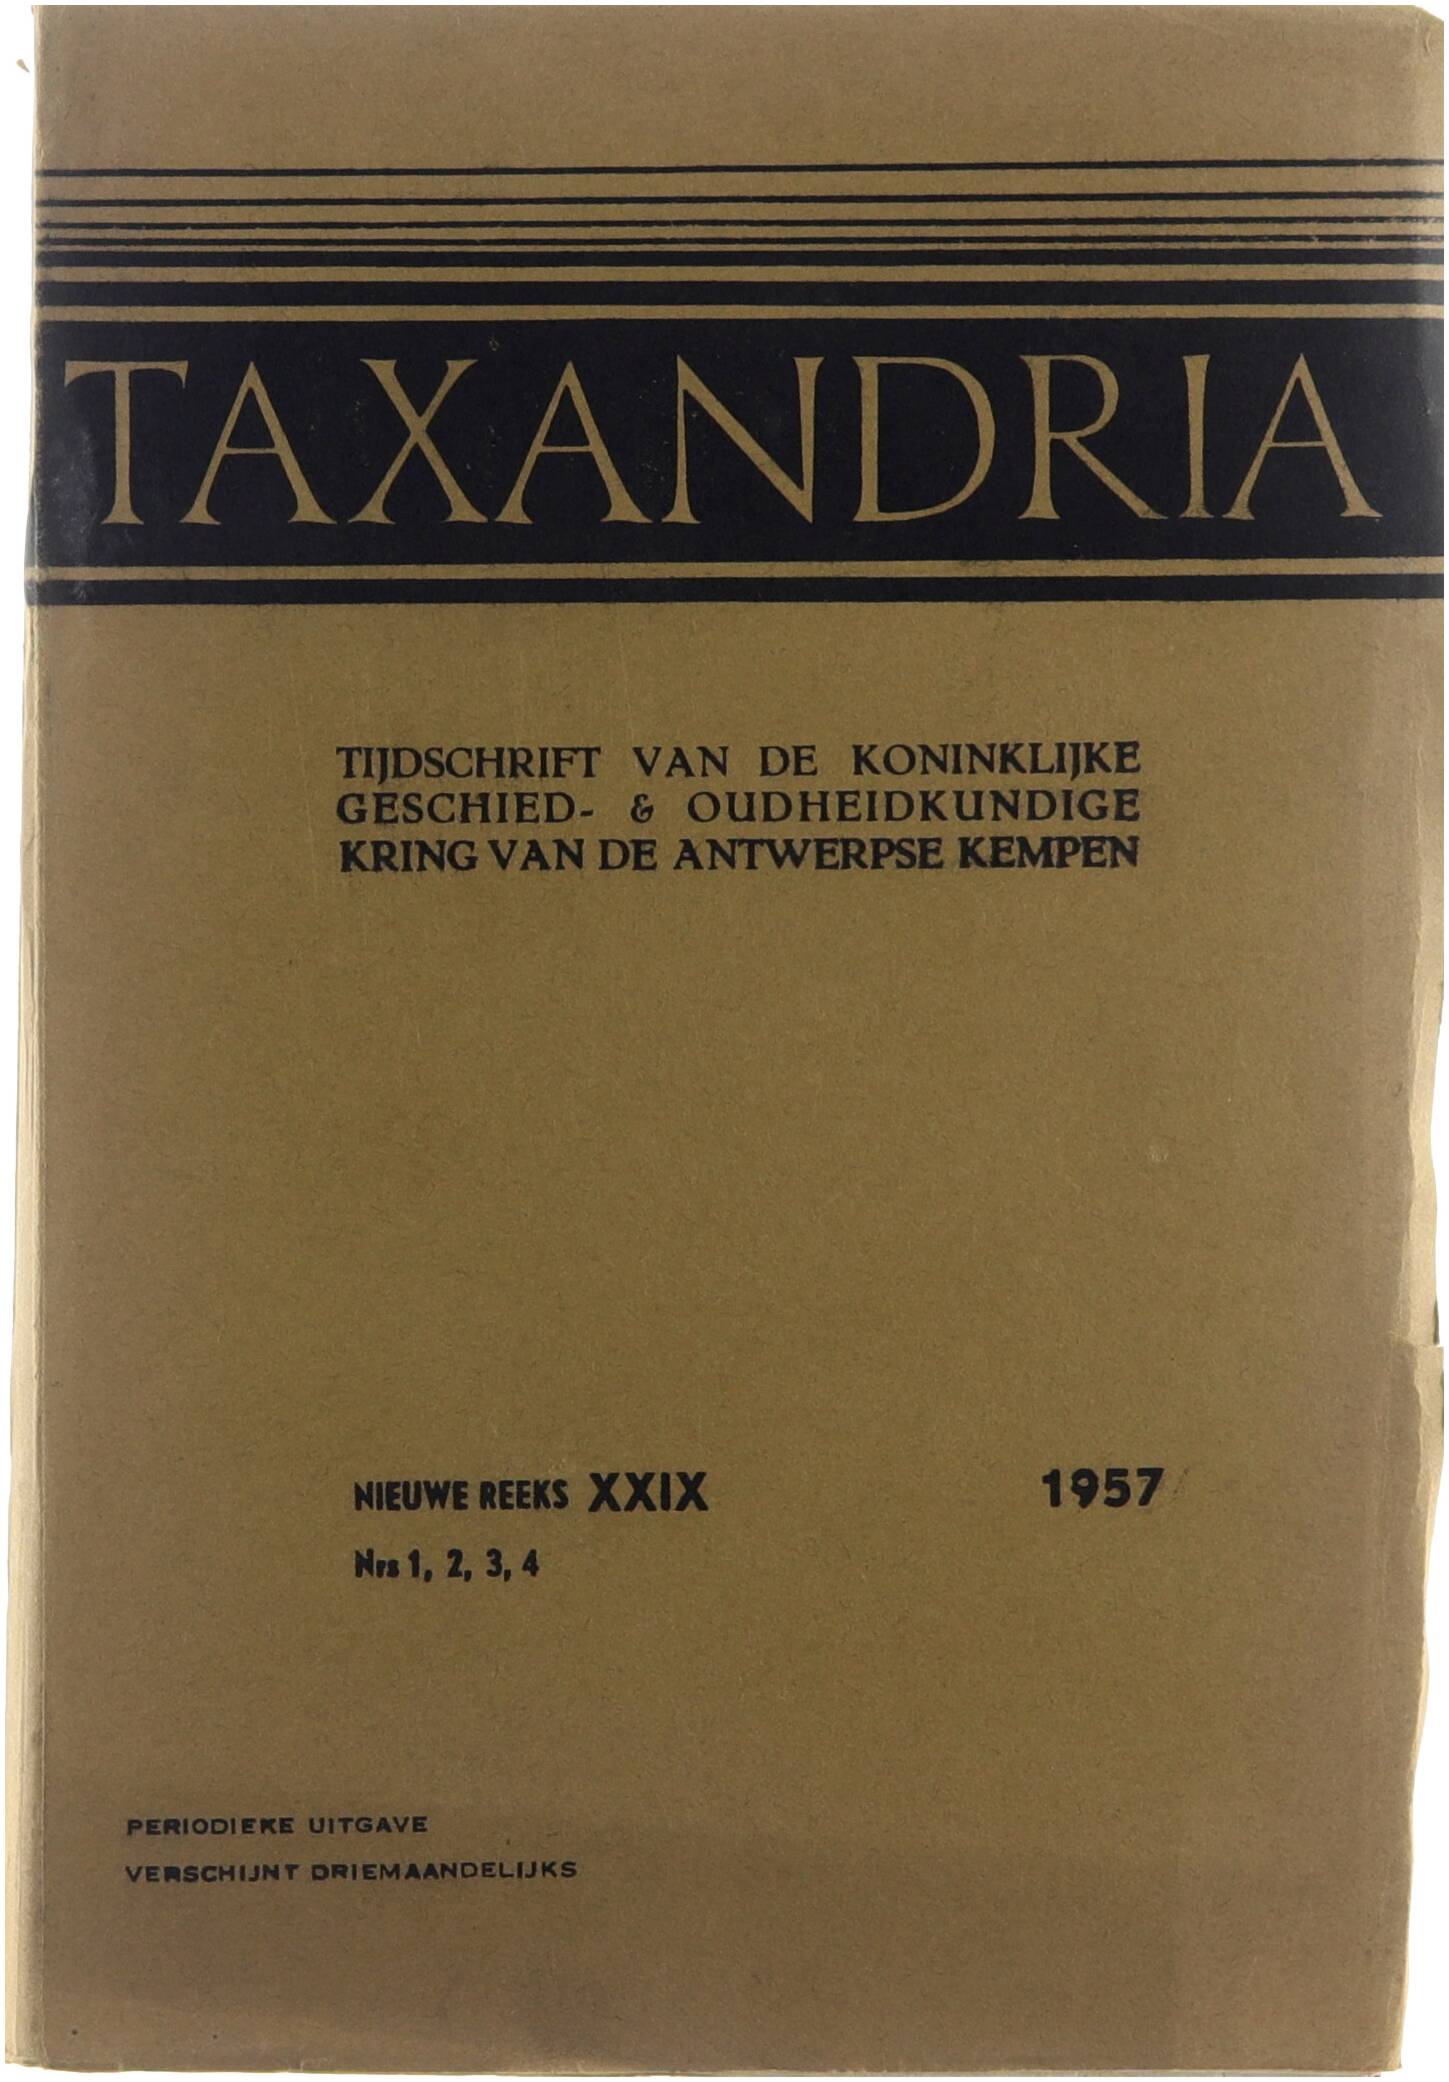 TAXANDRIA
TIJDSCHRIFT VAN DE KONINKLIJKE
GESCHIED- & OUDHEIDKUNDIGE
KRING VAN DE ANTWERPSE KEMPEN
NIEUWE REEKS XXIX 1957
Nrs 1, 2, 3, 4
PERIODIEKE UITGAVE
VERSCHIJNT DRIEMAANDELIJKS